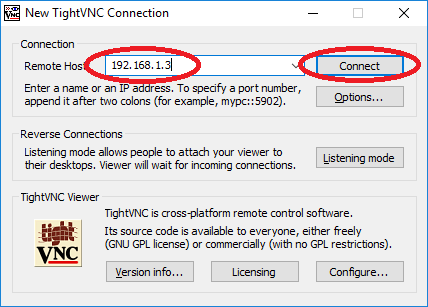 New TightVNC Connection
Connection
Remote Host:
192.168.1.3
Connect
Enter a name or an IP address. To specify a port number,
append it after two colons (for example, mypc::5902).
Options...
Reverse Connections
Listening mode allows people to attach your viewer to
their desktops. Viewer will wait for incoming connections.
Listening mode
TightVNC Viewer
tight
VNC
TightVNC is cross-platform remote control software.
Its source code is available to everyone, either freely
(GNU GPL license) or commercially (with no GPL restrictions).
Version info...
Licensing
Configure...